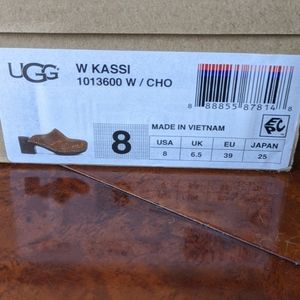 UGG
W KASSI
1013600 W / CHO
8 88855 87814 8
8
MADE IN VIETNAM
USA UK EU JAPAN
8 6.5 39 25